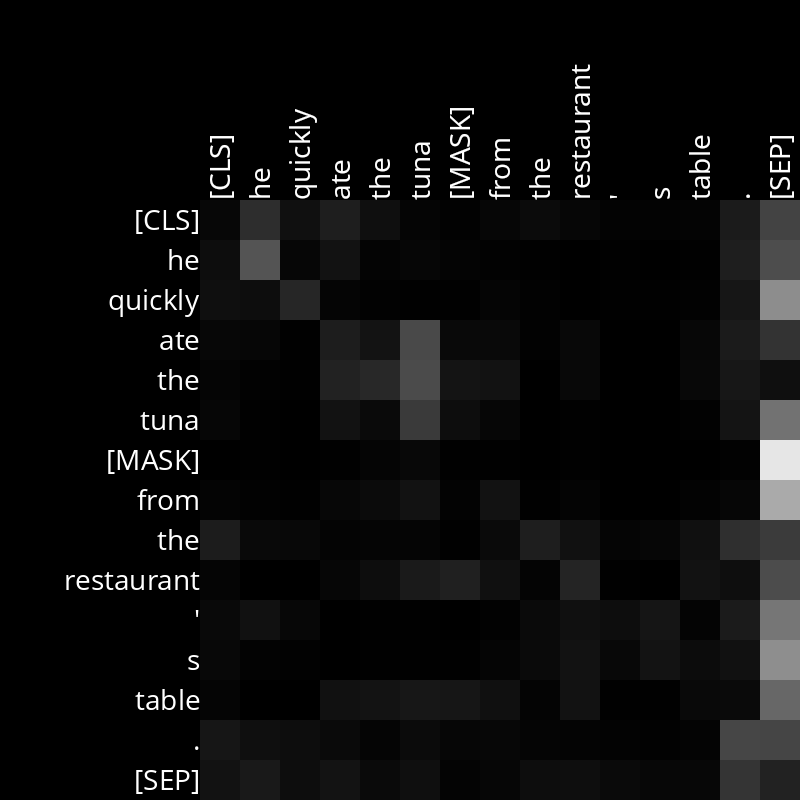 [CLS] he quickly ate the tuna [MASK] from the restaurant ' s table . [SEP]
[CLS]
he
quickly
ate
the
tuna
[MASK]
from
the
restaurant
'
s
table
.
[SEP]